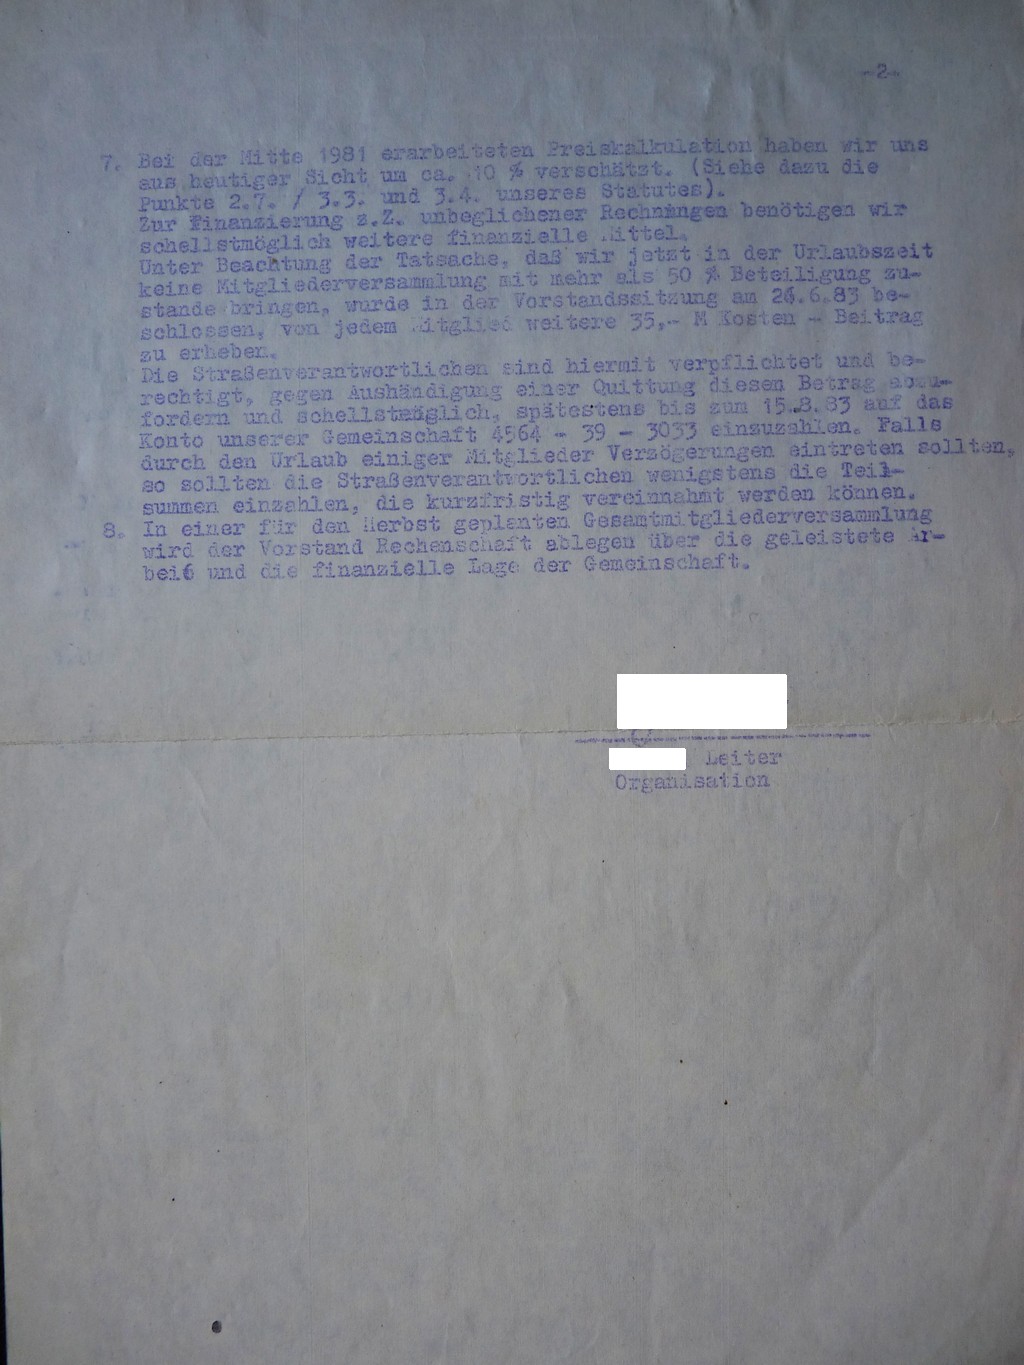 -2-
7. Bei der Mitte 1981 erarbeiteten Preiskalkulation haben wir uns
aus heutiger Sicht um ca. 10 % verschätzt. (Siehe dazu die
Punkte 2.7. / 3.3. und 3.4. unseres Statutes).
Zur Finanzierung z.Z. unbeglichener Rechnungen benötigen wir
schellstmöglich weitere finanzielle Mittel.
Unter Beachtung der Tatsache, daß wir jetzt in der Urlaubszeit
keine Mitgliederversammlung mit mehr als 50 % Beteiligung zu-
stande bringen, wurde in der Vorstandssitzung am 24.6.83 be-
schlossen, von jedem Mitglied weitere 35,- M Kosten - Beitrag
zu erheben.
Die Straßenverantwortlichen sind hiermit verpflichtet und be-
rechtigt, gegen Aushändigung einer Quittung diesen Betrag abzu-
fordern und schellstmöglich, spätestens bis zum 15.8.83 auf das
Konto unserer Gemeinschaft 4564 - 39 - 3033 einzuzahlen. Falls
durch den Urlaub einiger Mitglieder Verzögerungen eintreten sollten,
so sollten die Straßenverantwortlichen wenigstens die Teil-
summen einzahlen, die kurzfristig vereinnahmt werden können.
8. In einer für den Herbst geplanten Gesamtmitgliederversammlung
wird der Vorstand Rechenschaft ablegen über die geleistete Ar-
beit und die finanzielle Lage der Gemeinschaft.
Leiter
Organisation